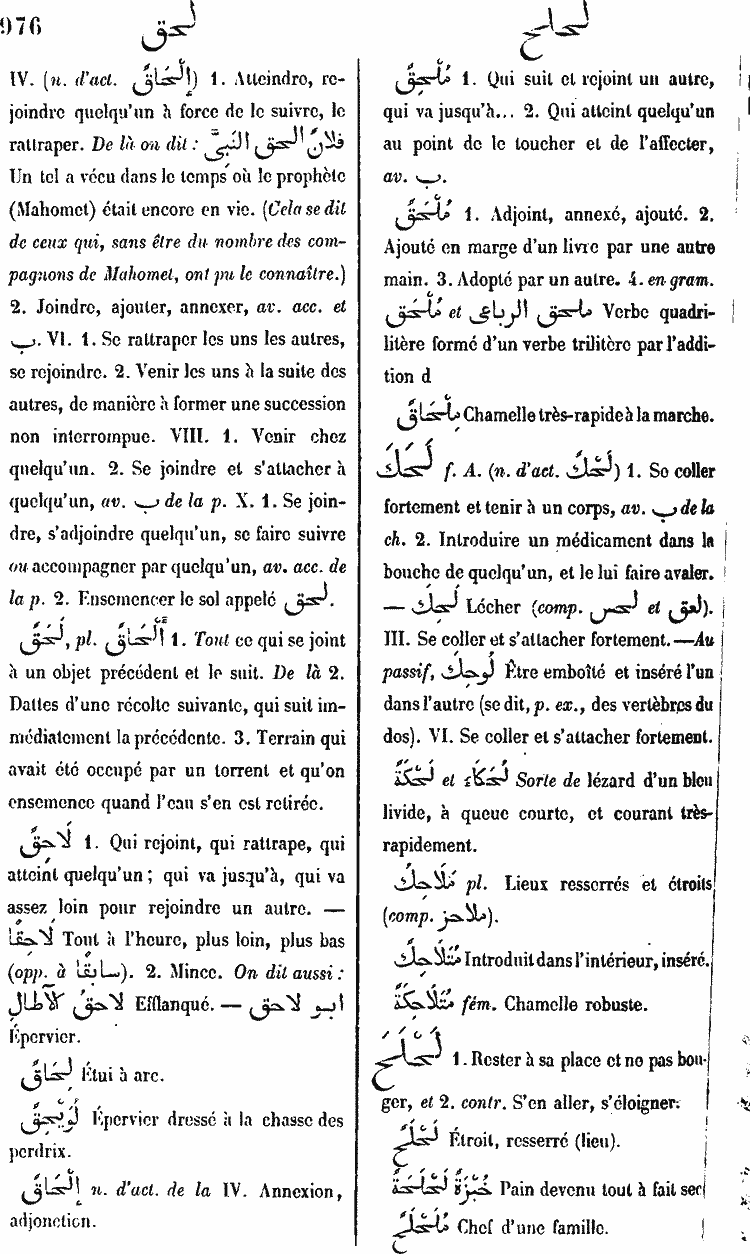 976
لحق
لحلح
IV. (n. d'act. إِلْحَاقٌ) 1. Atteindre, re-
joindre quelqu'un à force de le suivre, le
rattraper. De là on dit : فلانٌ الحق النَبِىَّ
Un tel a vécu dans le temps où le prophète
(Mahomet) était encore en vie. (Cela se dit
de ceux qui, sans être du nombre des com-
pagnons de Mahomet, ont pu le connaître.)
2. Joindre, ajouter, annexer, av. acc. et
ب. VI. 1. Se rattraper les uns les autres,
se rejoindre. 2. Venir les uns à la suite des
autres, de manière à former une succession
non interrompue. VIII. 1. Venir chez
quelqu'un. 2. Se joindre et s'attacher à
quelqu'un, av. ب de la p. X. 1. Se join-
dre, s'adjoindre quelqu'un, se faire suivre
ou accompagner par quelqu'un, av. acc. de
la p. 2. Ensemencer le sol appelé لحق.
لَحَقٌ, pl. أَلْحَاقٌ 1. Tout ce qui se joint
à un objet précédent et le suit. De là 2.
Dattes d'une récolte suivante, qui suit im-
médiatement la précédente. 3. Terrain qui
avait été occupé par un torrent et qu'on
ensemence quand l'eau s'en est retirée.
لَاحِقٌ 1. Qui rejoint, qui rattrape, qui
atteint quelqu'un ; qui va jusqu'à, qui va
assez loin pour rejoindre un autre. —
لَاحِقًا Tout à l'heure, plus loin, plus bas
(opp. à سابقًا). 2. Mince. On dit aussi :
لاحقُ كلآطال Efflanqué. — ابو لاحق
Épervier.
لِحَاقٌ Étui à arc.
لُوَيْحِقٌ Épervier dressé à la chasse des
perdrix.
إِلْحَاقٌ n. d'act. de la IV. Annexion,
adjonction.
مُلْحِقٌ 1. Qui suit et rejoint un autre,
qui va jusqu'à... 2. Qui atteint quelqu'un
au point de le toucher et de l'affecter,
av. ب.
مُلْحَقٌ 1. Adjoint, annexé, ajouté. 2.
Ajouté en marge d'un livre par une autre
main. 3. Adopté par un autre. 4. en gram.
مُلْحَقٌ et ملحق الرباعى Verbe quadri-
litère formé d'un verbe trilitère par l'addi-
tion d
مِلْحَاقٌ Chamelle très-rapide à la marche.
لَحَكَ f. A. (n. d'act. لَحْكٌ) 1. Se coller
fortement et tenir à un corps, av. ب de la
ch. 2. Introduire un médicament dans la
bouche de quelqu'un, et le lui faire avaler.
— لَحِكَ Lécher (comp. لحس et لعق).
III. Se coller et s'attacher fortement. — Au
passif, لُوحِكَ Être emboîté et inséré l'un
dans l'autre (se dit, p. ex., des vertèbres du
dos). VI. Se coller et s'attacher fortement.
لُحَكَةٌ et لُحَكَاءُ Sorte de lézard d'un bleu
livide, à queue courte, et courant très-
rapidement.
مَلَاحِكُ pl. Lieux resserrés et étroits
(comp. ملاحز).
مُتَلَاحِكٌ Introduit dans l'intérieur, inséré.
مُتَلَاحِكَةٌ fém. Chamelle robuste.
لَحْلَحَ 1. Rester à sa place et ne pas bou-
ger, et 2. contr. S'en aller, s'éloigner.
لَحْلَحٌ Étroit, resserré (lieu).
خُبْزَةٌ لَحْلَحَةٌ Pain devenu tout à fait sec
مُلَحْلَحٌ Chef d'une famille.